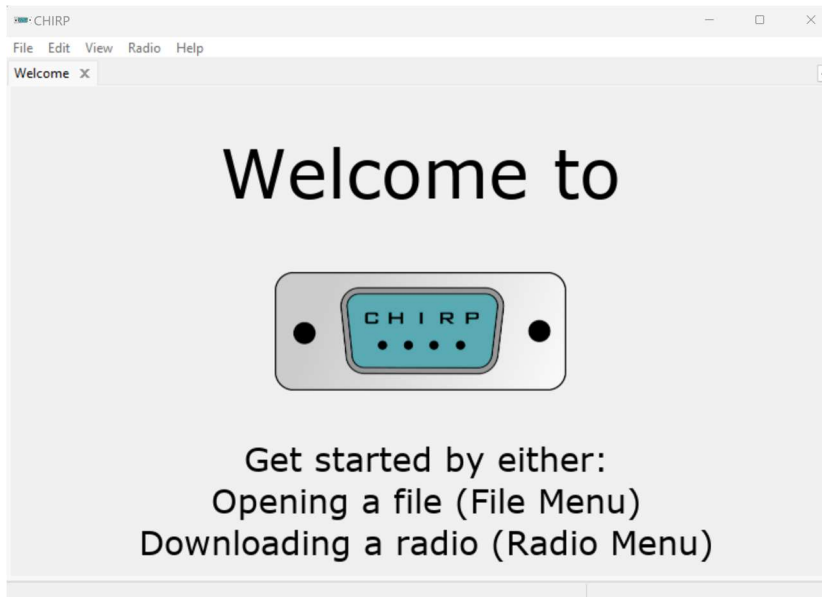 CHIRP
File Edit View Radio Help
Welcome X
Welcome to
CHIRP
Get started by either:
Opening a file (File Menu)
Downloading a radio (Radio Menu)